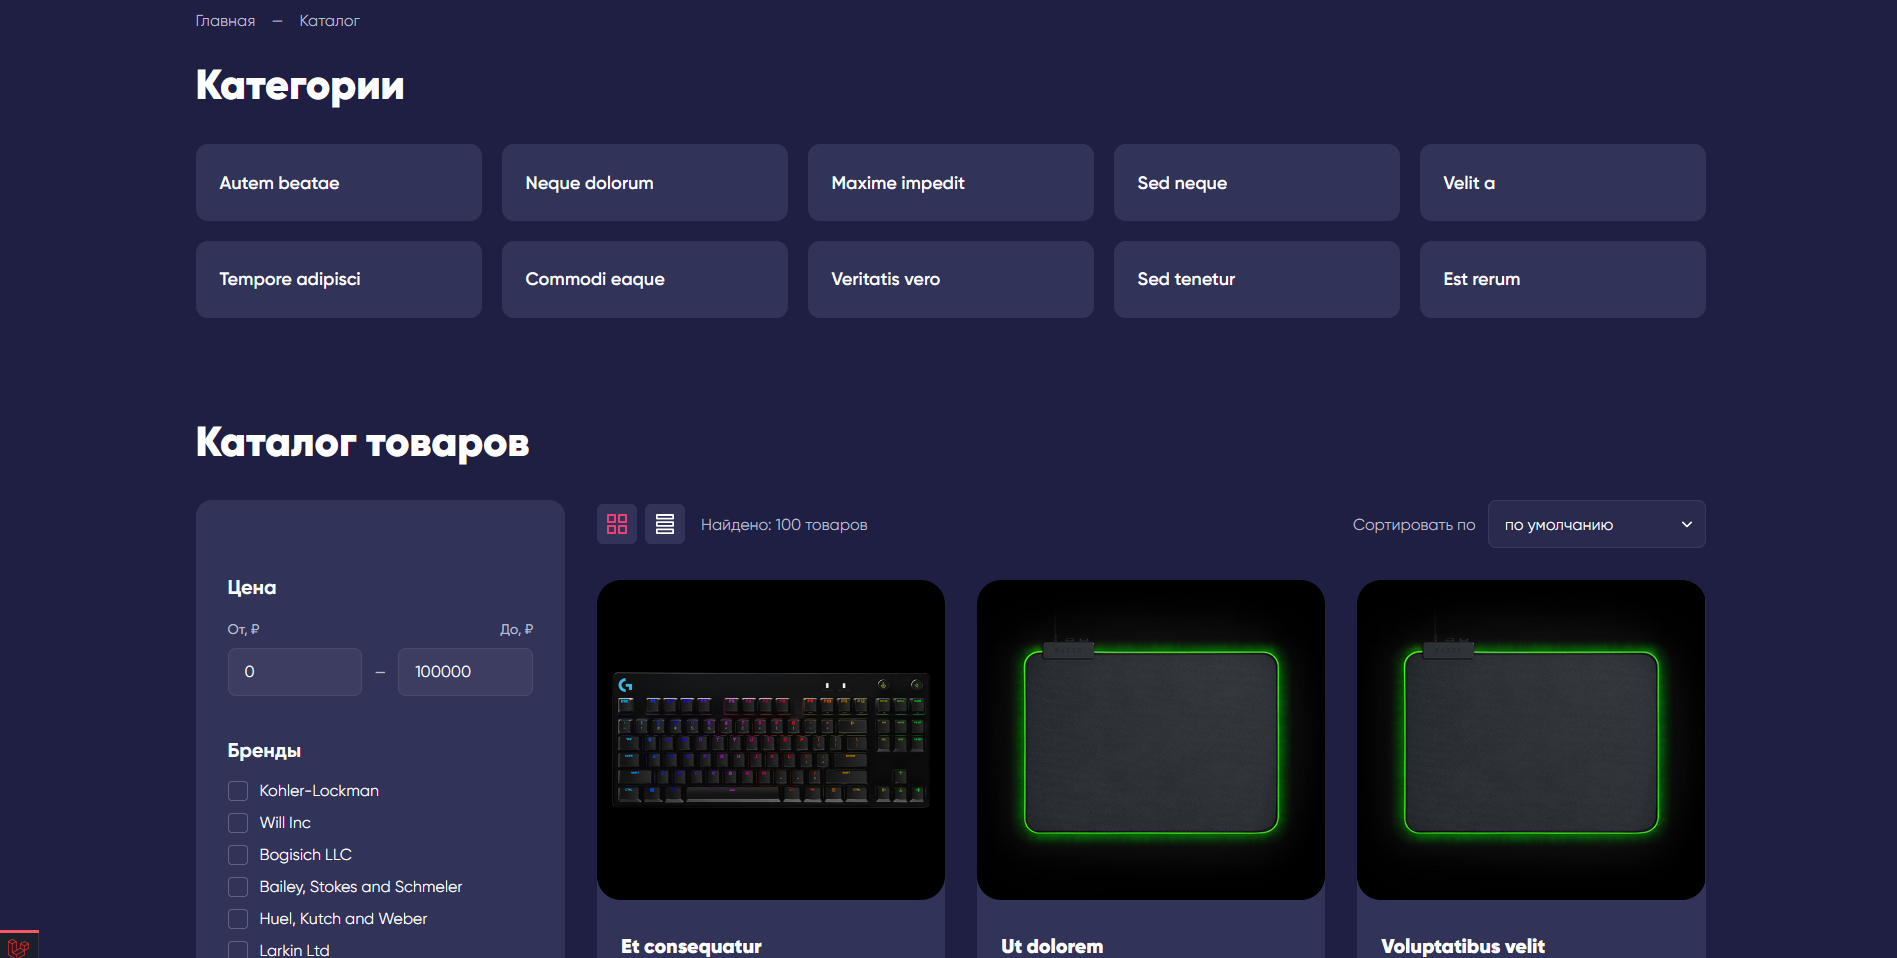 Главная — Каталог
Категории
Autem beatae
Neque dolorum
Maxime impedit
Sed neque
Velit a
Tempore adipisci
Commodi eaque
Veritatis vero
Sed tenetur
Est rerum
Каталог товаров
Цена
От, ₽
До, ₽
0 – 100000
Бренды
Kohler-Lockman
Will Inc
Bogisich LLC
Bailey, Stokes and Schmeler
Huel, Kutch and Weber
Larkin Ltd
Найдено: 100 товаров
Сортировать по
по умолчанию
Et consequatur
Ut dolorem
Voluptatibus velit